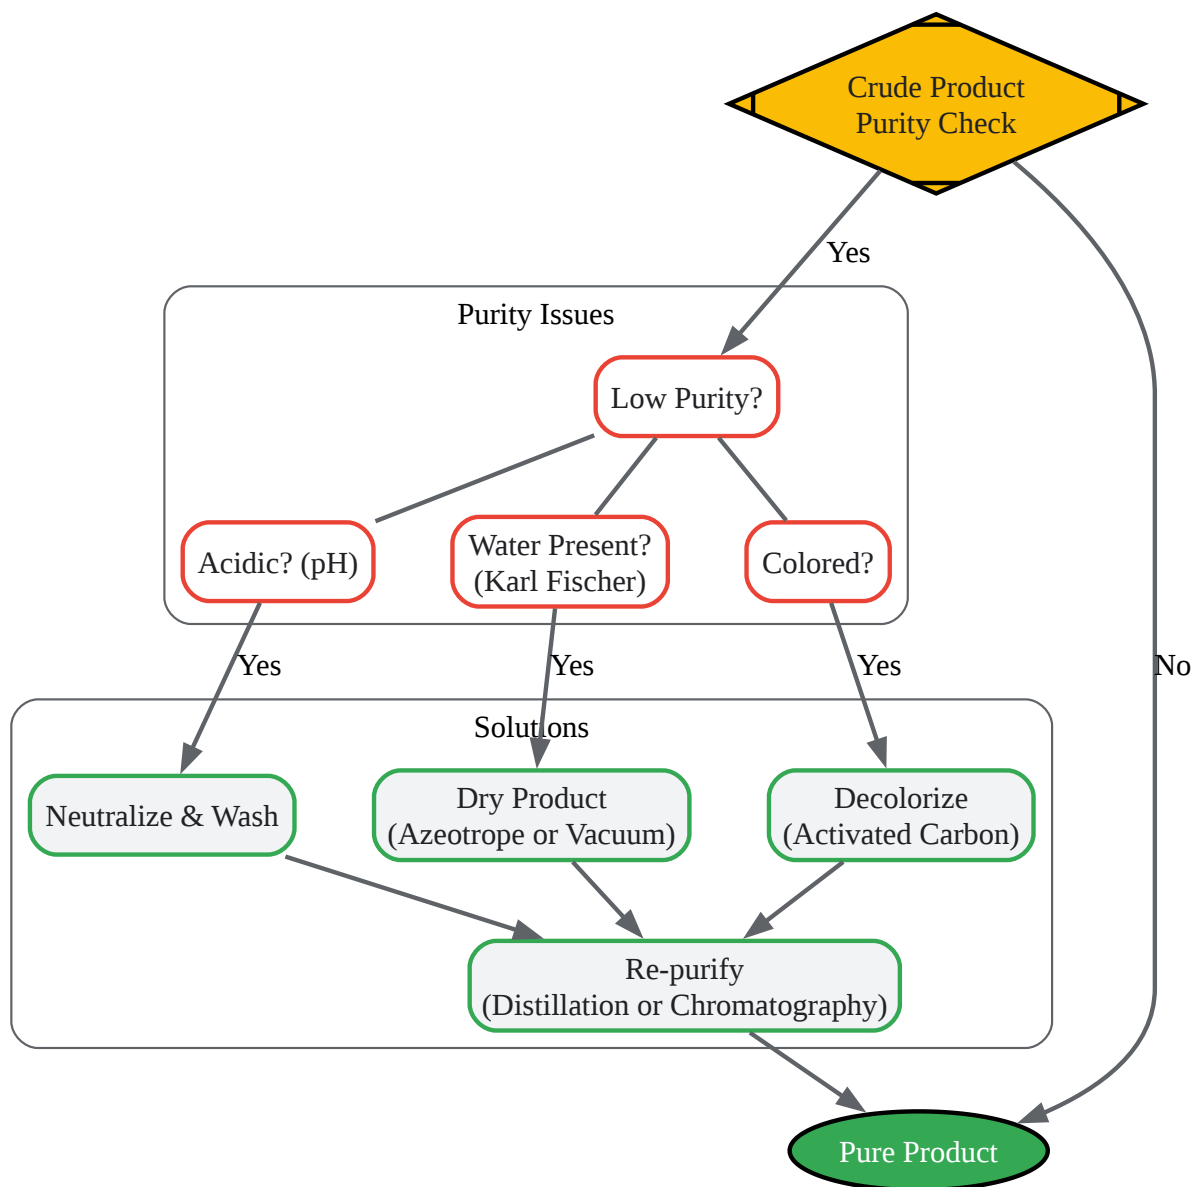 Crude Product
Purity Check
Yes
Purity Issues
Low Purity?
Acidic? (pH)
Water Present?
(Karl Fischer)
Colored?
Yes
Yes
Yes
No
Solutions
Neutralize & Wash
Dry Product
(Azeotrope or Vacuum)
Decolorize
(Activated Carbon)
Re-purify
(Distillation or Chromatography)
Pure Product